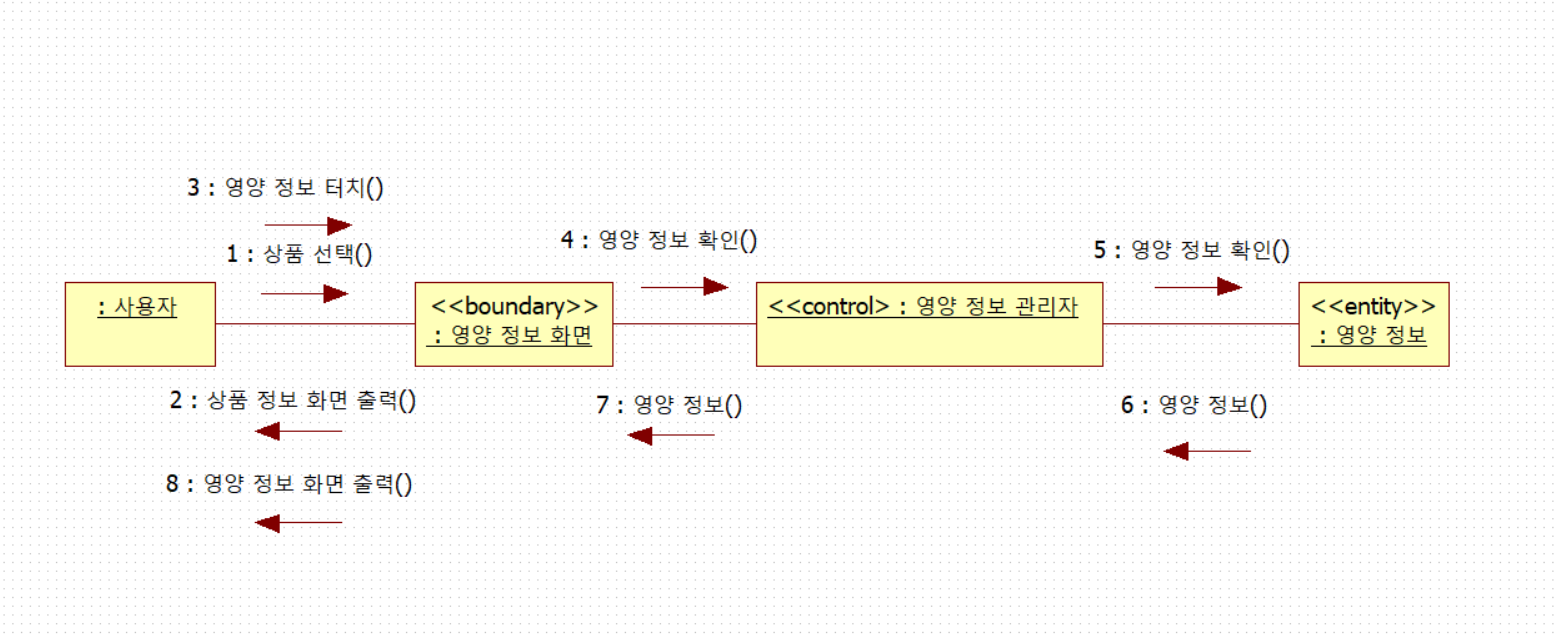 3 : 영양 정보 터치()
1 : 상품 선택()
4 : 영양 정보 확인()
5 : 영양 정보 확인()
: 사용자
<<boundary>>
: 영양 정보 화면
<<control> : 영양 정보 관리자
<<entity>>
: 영양 정보
2 : 상품 정보 화면 출력()
7 : 영양 정보()
6 : 영양 정보()
8 : 영양 정보 화면 출력()